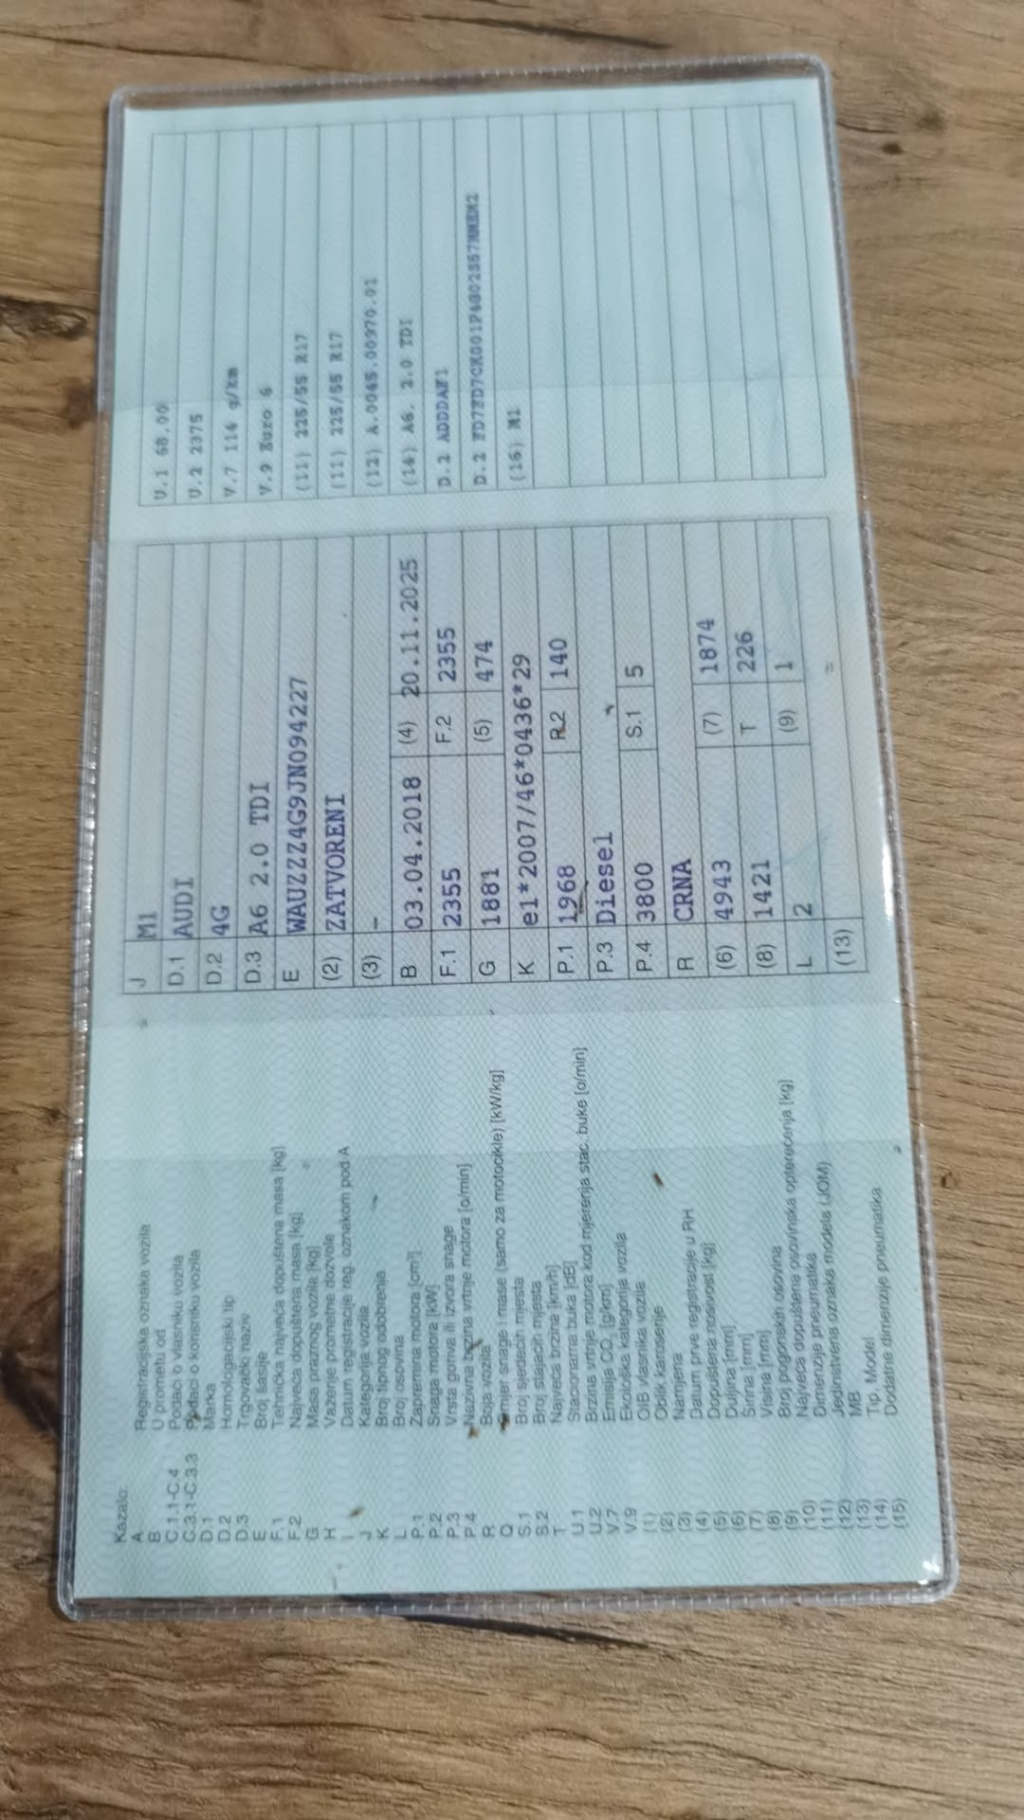 Kazalo:
A Registracijska oznaka vozila
B U prometu od
C 1.1-C.4 Podaci o vlasniku vozila
C.3.1-C.3.3 Podaci o korisniku vozila
D.1 Marka
D.2 Homologacijski tip
D.3 Trgovački naziv
E Broj šasije
F.1 Tehnička najveća dopuštena masa [kg]
F.2 Najveća dopuštena masa [kg]
G Masa praznog vozila [kg]
H Važenje prometne dozvole
I Datum registracije reg. oznakom pod A
J Kategorija vozila
K Broj tipnog odobrenja
L Broj osovina
P.1 Zapremina motora [cm³]
P.2 Snaga motora [kW]
P.3 Vrsta goriva ili izvora snage
P.4 Nazivna brzina vrtnje motora [o/min]
R Boja vozila
Q Omjer snage i mase (samo za motocikle) [kW/kg]
S.1 Broj sjedećih mjesta
S.2 Broj stajaćih mjesta
T Najveća brzina [km/h]
U.1 Stacionarna buka [dB]
U.2 Brzina vrtnje motora kod mjerenja stac. buke [o/min]
V.7 Emisija CO₂ [g/km]
V.9 Ekološka kategorija vozila
(1) OIB vlasnika vozila
(2) Oblik karoserije
(3) Namjena
(4) Datum prve registracije u RH
(5) Dopuštena nosivost [kg]
(6) Duljina [mm]
(7) Širina [mm]
(8) Visina [mm]
(9) Broj pogonskih osovina
(10) Najveća dopuštena osovinska opterećenja [kg]
(11) Dimenzije pneumatika
(12) Jedinstvena oznaka modela (JOM)
(13) MB
(14) Tip, Model
(15) Dodatne dimenzije pneumatika
J M1
D.1 AUDI
D.2 4G
D.3 A6 2.0 TDI
E WAUZZZ4G9JN094227
(2) ZATVORENI
(3) -
B 03.04.2018 (4) 20.11.2025
F.1 2355 F.2 2355
G 1881 (5) 474
K e1*2007/46*0436*29
P.1 1968 P.2 140
P.3 Diesel
P.4 3800 S.1 5
R CRNA
(6) 4943 (7) 1874
(8) 1421 T 226
L 2 (9) 1
(13)
U.1 68.00
U.2 2375
V.7 114 g/km
V.9 Euro 6
(11) 225/55 R17
(11) 225/55 R17
(12) A.0045.00970.01
(14) A6. 2.0 TDI
D.2 ADDDAF1
D.2
(16) M1